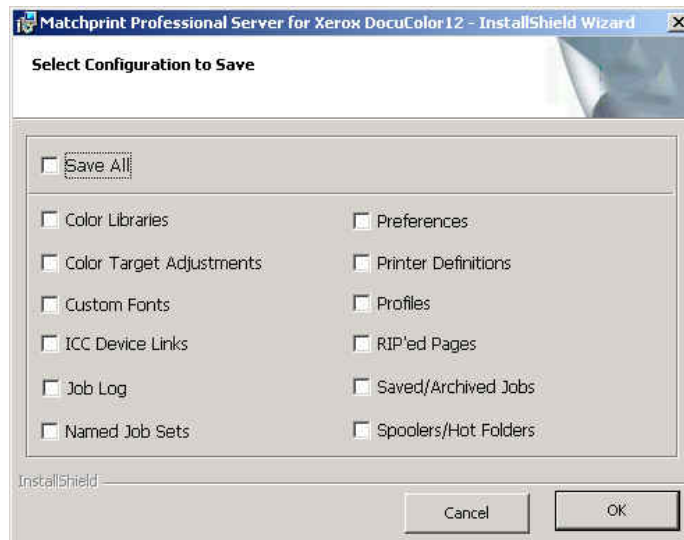 Matchprint Professional Server for Xerox DocuColor12 - InstallShield Wizard
Select Configuration to Save
Save All
Color Libraries
Color Target Adjustments
Custom Fonts
ICC Device Links
Job Log
Named Job Sets
Preferences
Printer Definitions
Profiles
RIP'ed Pages
Saved/Archived Jobs
Spoolers/Hot Folders
InstallShield
Cancel
OK